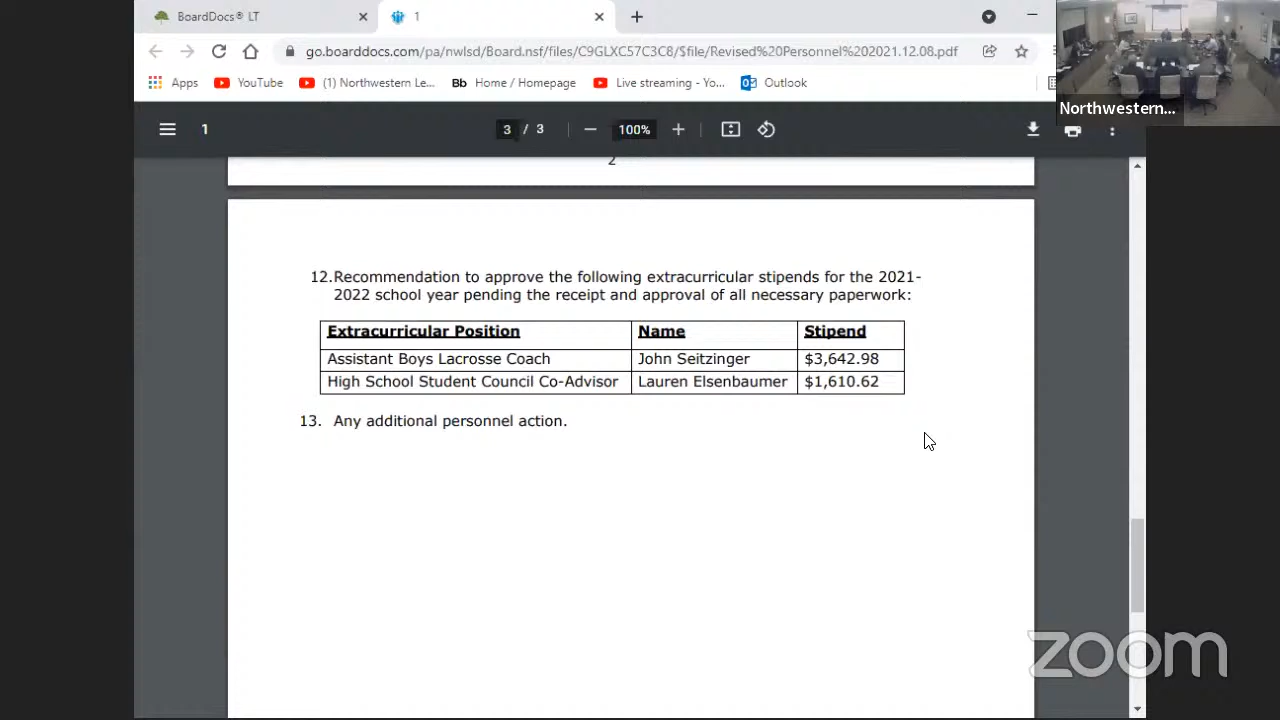 BoardDocs® LT
1
go.boarddocs.com/pa/nwlsd/Board.nsf/files/C9GLXC57C3C8/$file/Revised%20Personnel%202021.12.08.pdf
Apps
YouTube
(1) Northwestern Le...
Bb Home / Homepage
Live streaming - Yo...
Outlook
Northwestern...
1
3 / 3
100%
2
12. Recommendation to approve the following extracurricular stipends for the 2021-
2022 school year pending the receipt and approval of all necessary paperwork:
Extracurricular Position Name Stipend
Assistant Boys Lacrosse Coach John Seitzinger $3,642.98
High School Student Council Co-Advisor Lauren Elsenbaumer $1,610.62
13. Any additional personnel action.
zoom